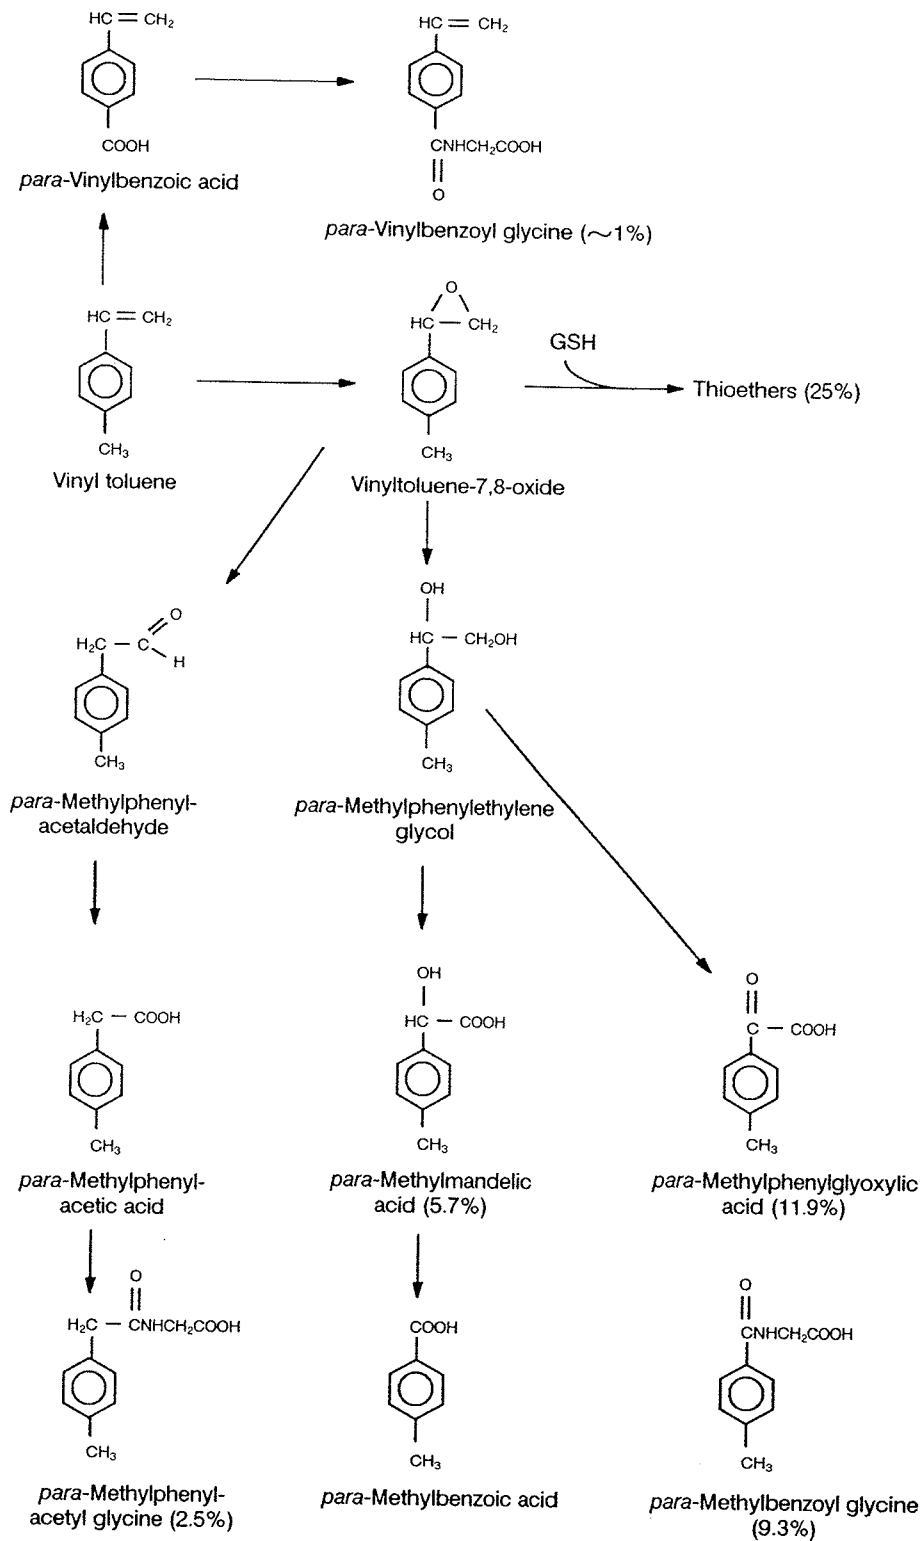 HC = CH₂
COOH
para-Vinylbenzoic acid
HC = CH₂
CNHCH₂COOH
O
para-Vinylbenzoyl glycine (~1%)
HC = CH₂
CH₃
Vinyl toluene
O
HC – CH₂
CH₃
Vinyltoluene-7,8-oxide
GSH
Thioethers (25%)
O
H₂C – C
H
CH₃
para-Methylphenyl-
acetaldehyde
OH
HC – CH₂OH
CH₃
para-Methylphenylethylene
glycol
H₂C – COOH
CH₃
para-Methylphenyl-
acetic acid
OH
HC – COOH
CH₃
para-Methylmandelic
acid (5.7%)
O
C – COOH
CH₃
para-Methylphenylglyoxylic
acid (11.9%)
O
H₂C – CNHCH₂COOH
CH₃
para-Methylphenyl-
acetyl glycine (2.5%)
COOH
CH₃
para-Methylbenzoic acid
O
CNHCH₂COOH
CH₃
para-Methylbenzoyl glycine
(9.3%)